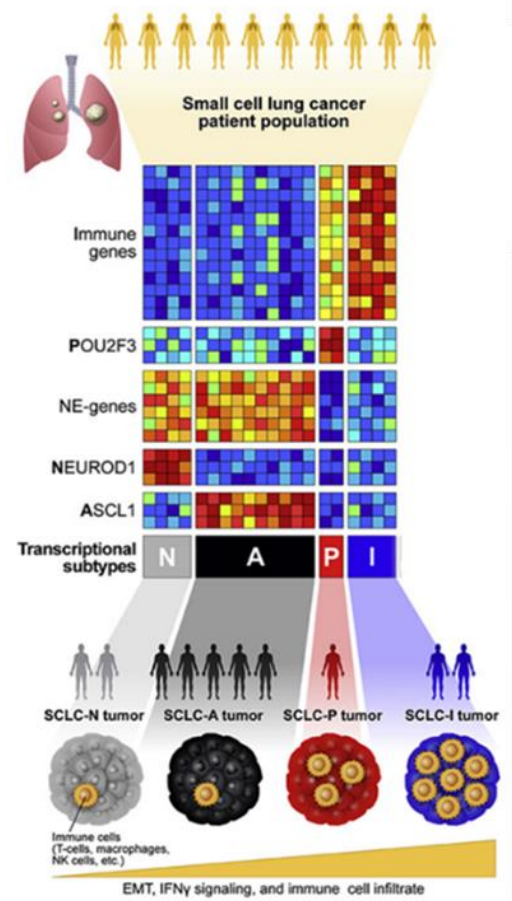 Small cell lung cancer
patient population
Immune
genes
POU2F3
NE-genes
NEUROD1
ASCL1
Transcriptional
subtypes
N A P I
SCLC-N tumor SCLC-A tumor SCLC-P tumor SCLC-I tumor
Immune cells
(T-cells, macrophages,
NK cells, etc.)
EMT, IFNγ signaling, and immune cell infiltrate